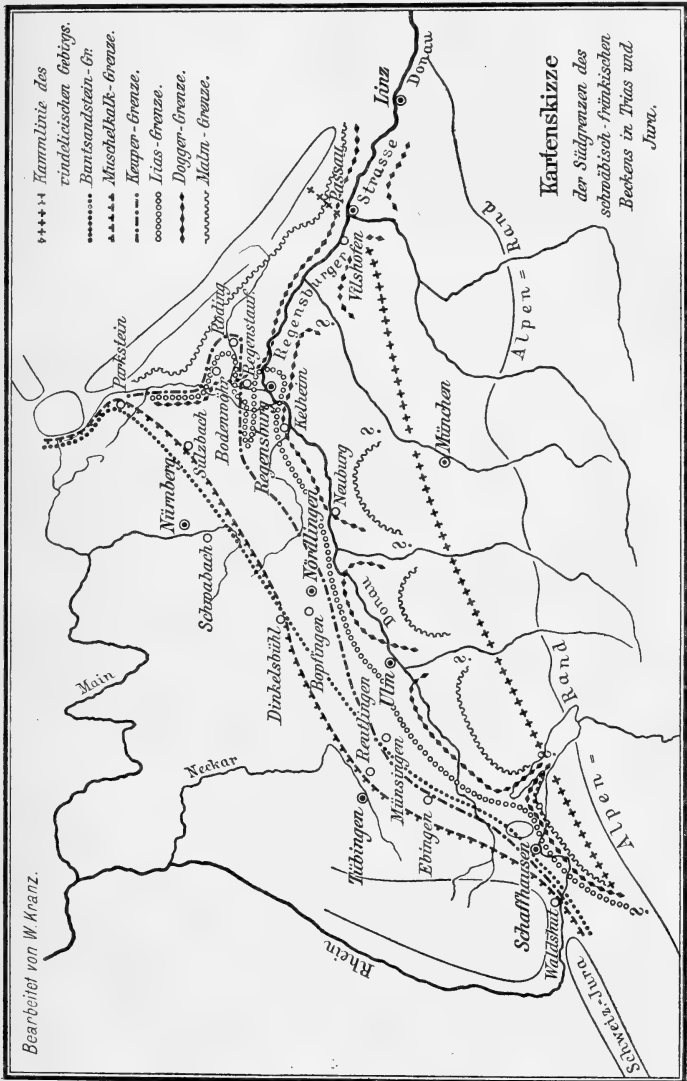 Bearbeitet von W. Kranz.
Kammlinie des
vindelicischen Gebirgs.
Buntsandstein-Gr.
Muschelkalk-Grenze.
Keuper-Grenze.
Lias-Grenze.
Dogger-Grenze.
Malm-Grenze.
Kartenskizze
der Südgrenzen des
schwäbisch-fränkischen
Beckens in Trias und
Jura.
Main
Neckar
Rhein
Parkstein
Nürnberg
Sulzbach
Schwabach
Bodenwöhr
Roding
Regenstauf
Regensburg
Kelheim
Regensburger Strasse
Passau
Vilshofen
Linz
Donau
Dinkelsbühl
Bopfingen
Nördlingen
Neuburg
?
?
?
?
Donau
Ulm
München
Reutlingen
Tübingen
Münsingen
Ebingen
Schaffhausen
Waldshut
?
Schweiz-Jura
Alpen = Rand
Alpen = Rand